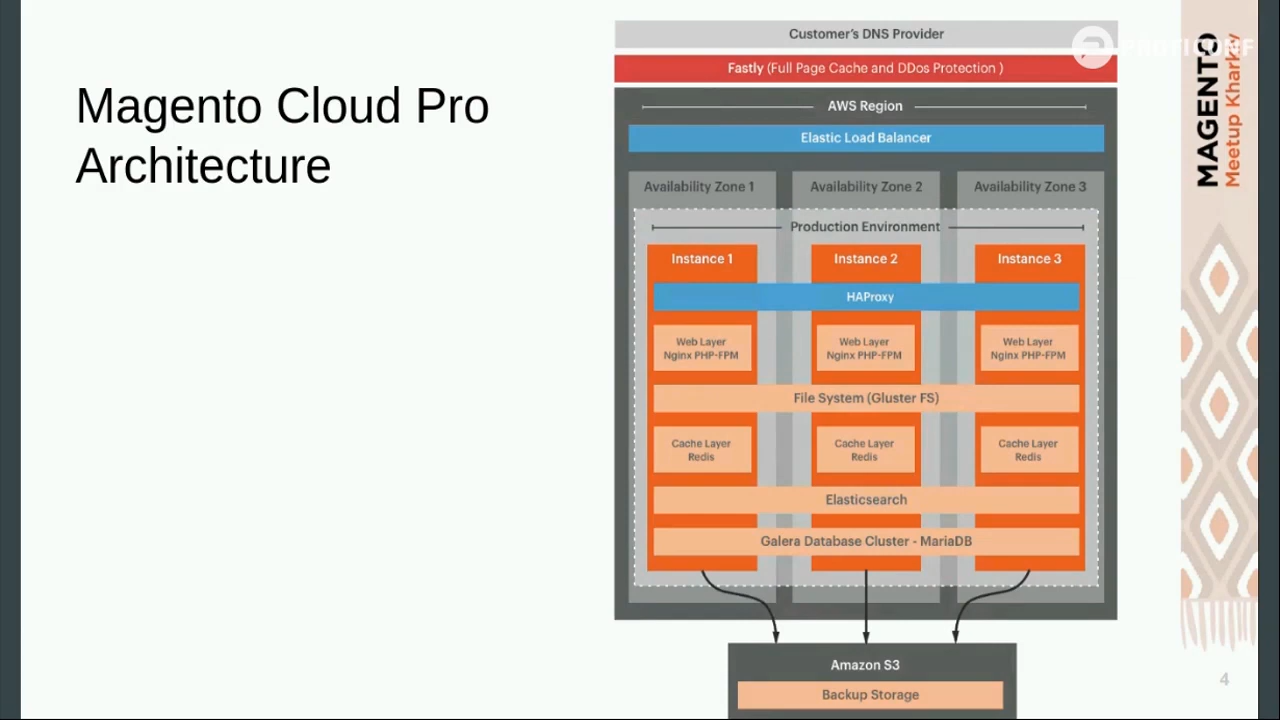 Magento Cloud Pro
Architecture
Customer's DNS Provider
Fastly (Full Page Cache and DDos Protection )
AWS Region
Elastic Load Balancer
Availability Zone 1
Availability Zone 2
Availability Zone 3
Production Environment
Instance 1
Instance 2
Instance 3
HAProxy
Web Layer
Nginx PHP-FPM
Web Layer
Nginx PHP-FPM
Web Layer
Nginx PHP-FPM
File System (Gluster FS)
Cache Layer
Redis
Cache Layer
Redis
Cache Layer
Redis
Elasticsearch
Galera Database Cluster - MariaDB
Amazon S3
Backup Storage
PROFICONF
MAGENTO
Meetup Kharkiv
4